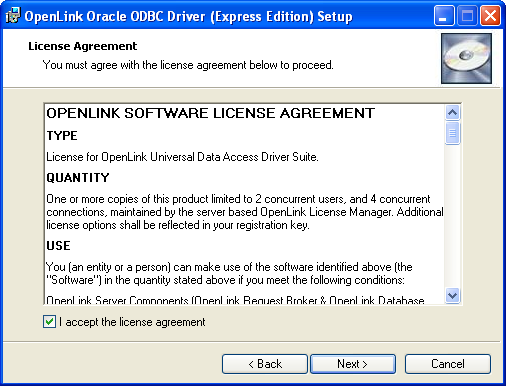 OpenLink Oracle ODBC Driver (Express Edition) Setup
License Agreement
You must agree with the license agreement below to proceed.
OPENLINK SOFTWARE LICENSE AGREEMENT
TYPE
License for OpenLink Universal Data Access Driver Suite.
QUANTITY
One or more copies of this product limited to 2 concurrent users, and 4 concurrent
connections, maintained by the server based OpenLink License Manager. Additional
license options shall be reflected in your registration key.
USE
You (an entity or a person) can make use of the software identified above (the
"Software") in the quantity stated above if you meet the following conditions:
OpenLink Server Components (OpenLink Request Broker & OpenLink Database
I accept the license agreement
< Back
Next >
Cancel